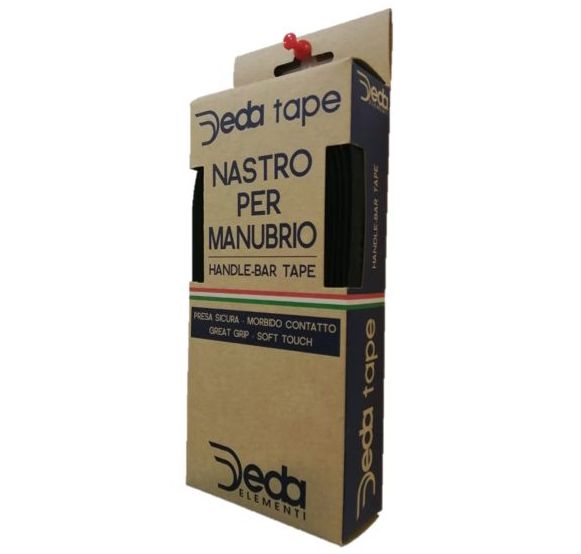 Deda tape
NASTRO
PER
MANUBRIO
HANDLE-BAR TAPE
PRESA SICURA - MORBIDO CONTATTO
GREAT GRIP - SOFT TOUCH
Deda
ELEMENTI
Deda
ELEMENTI
HANDLE-BAR TAPE
Deda tape